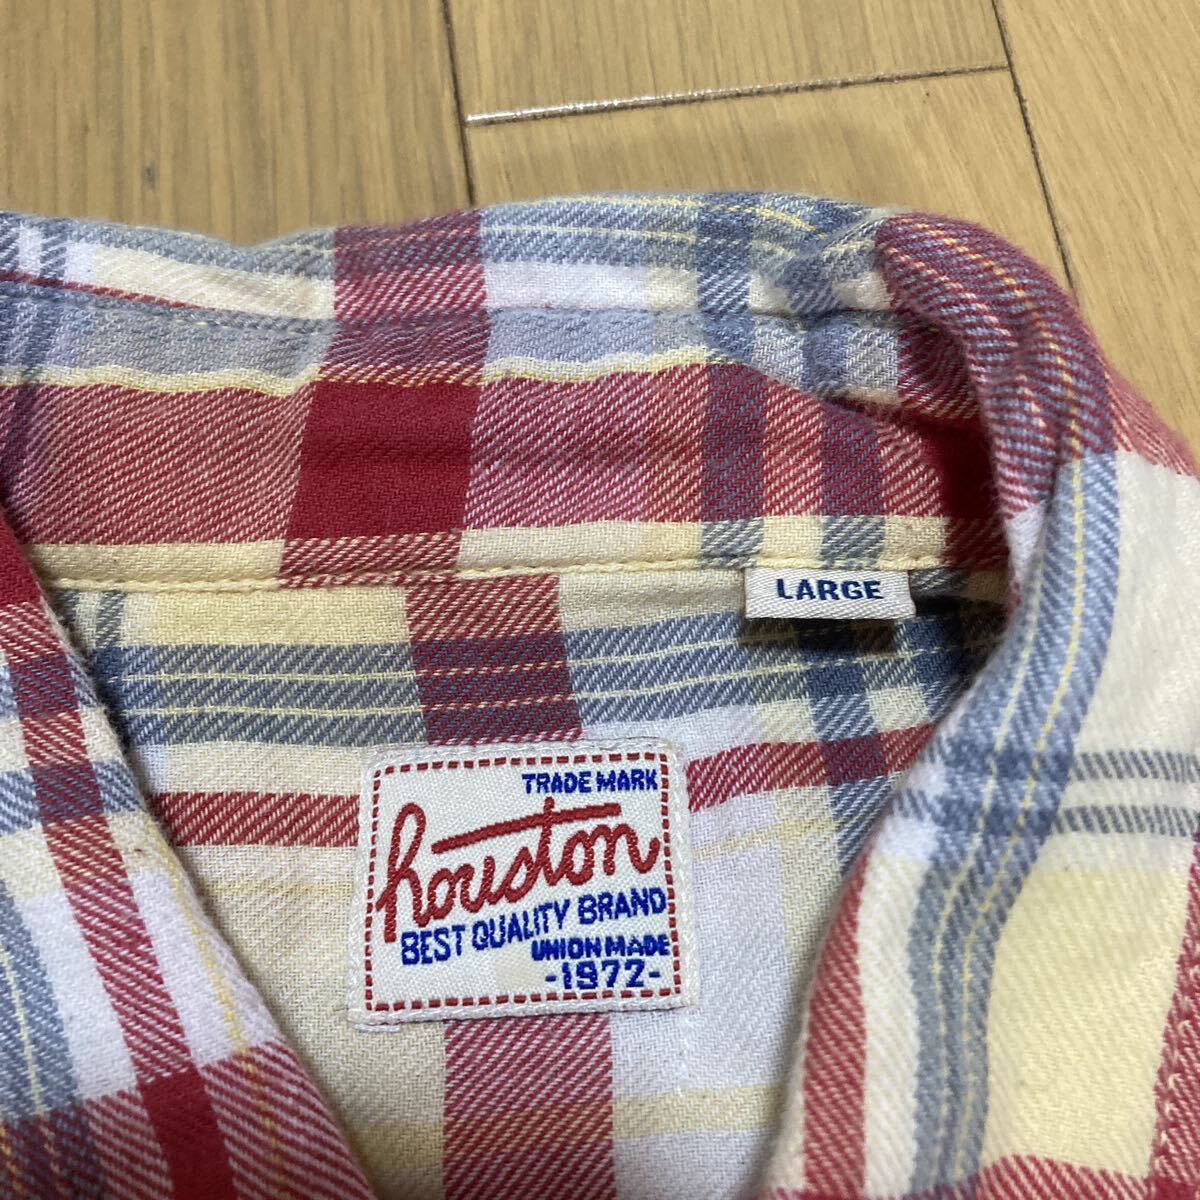 LARGE
TRADE MARK
houston
BEST QUALITY BRAND
UNION MADE
-1972-